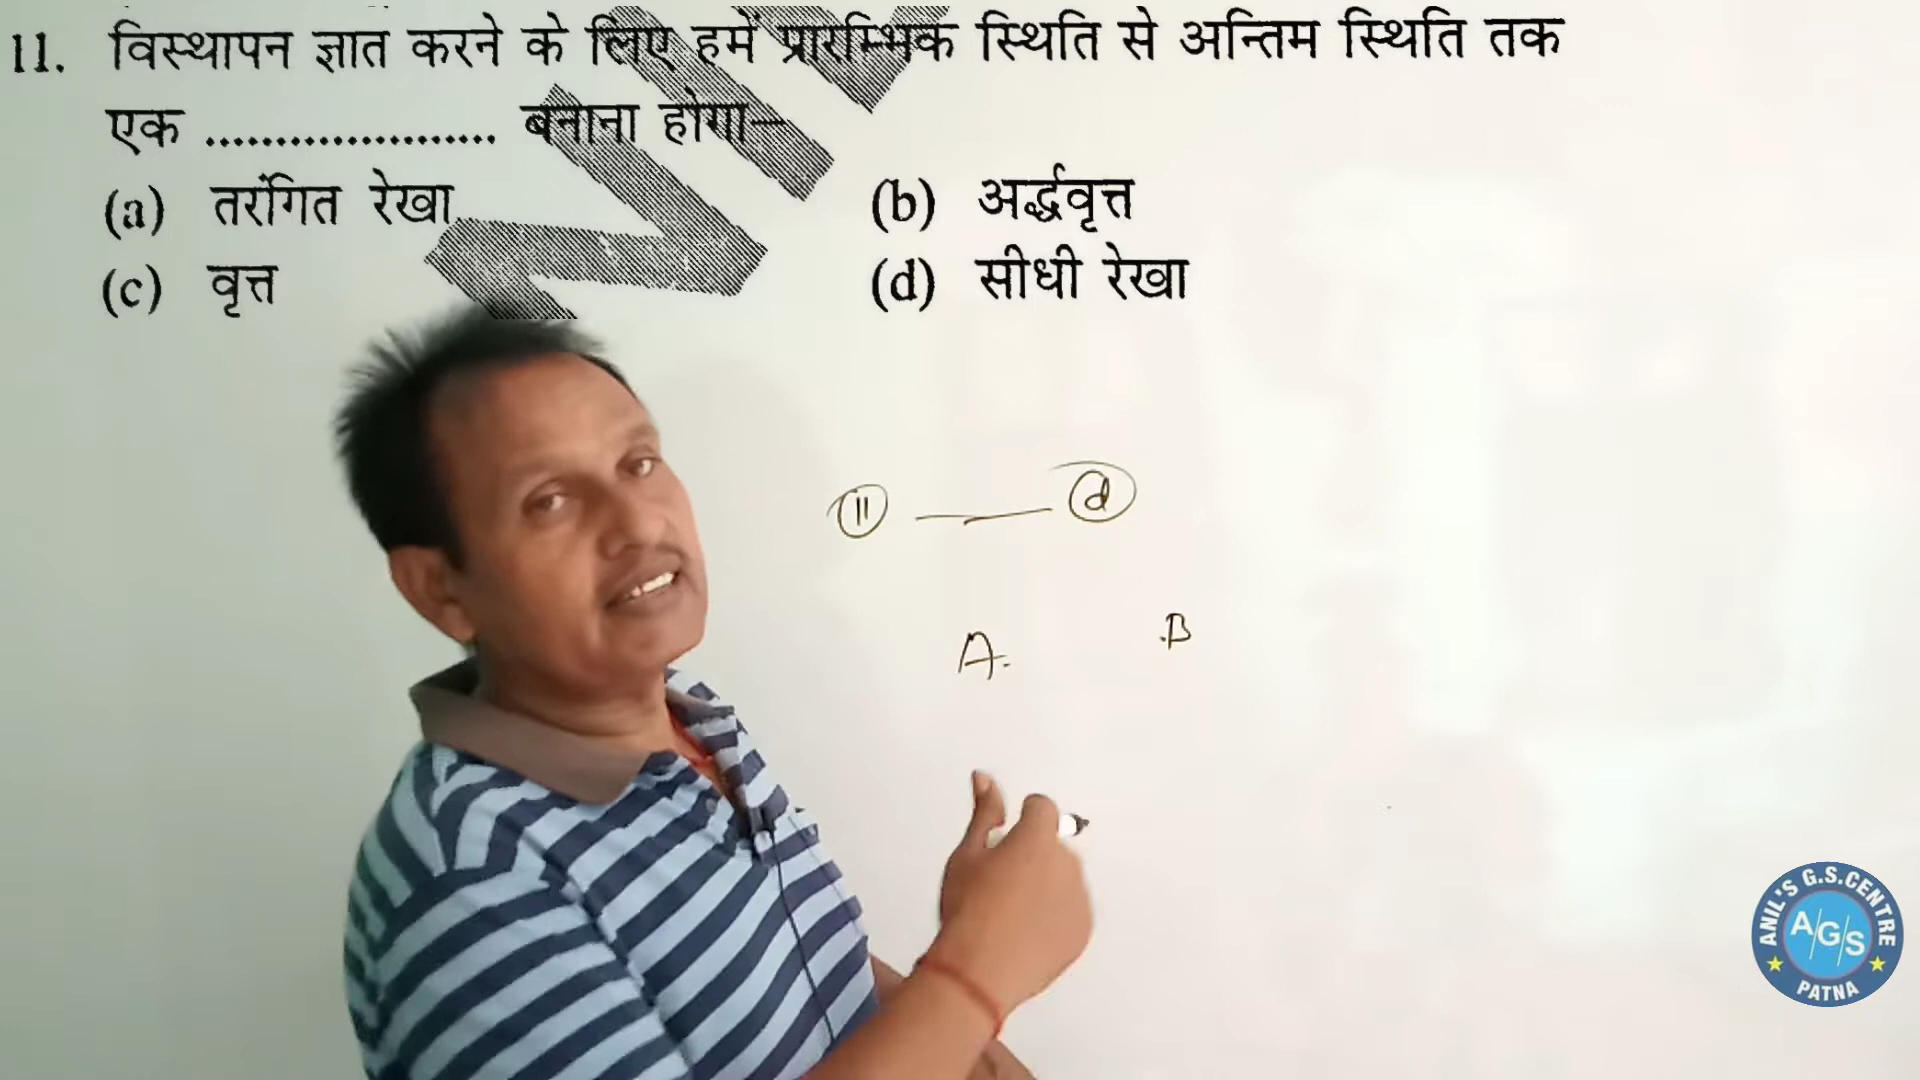 11. विस्थापन ज्ञात करने के लिए हमें प्रारम्भिक स्थिति से अन्तिम स्थिति तक
एक ..................... बनाना होगा—
(a) तरंगित रेखा
(b) अर्द्धवृत्त
(c) वृत्त
(d) सीधी रेखा
11 — d
A. .B
ANIL'S G.S.CENTRE
AGS
PATNA